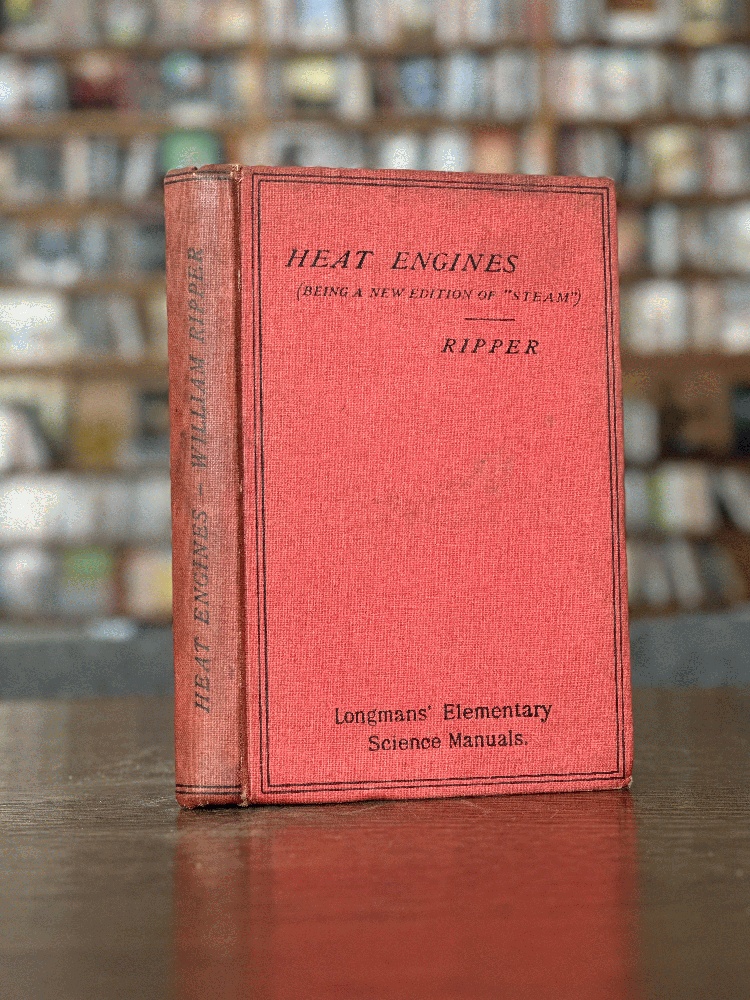 HEAT ENGINES
(BEING A NEW EDITION OF "STEAM")
RIPPER
Longmans' Elementary
Science Manuals.
HEAT ENGINES - WILLIAM RIPPER